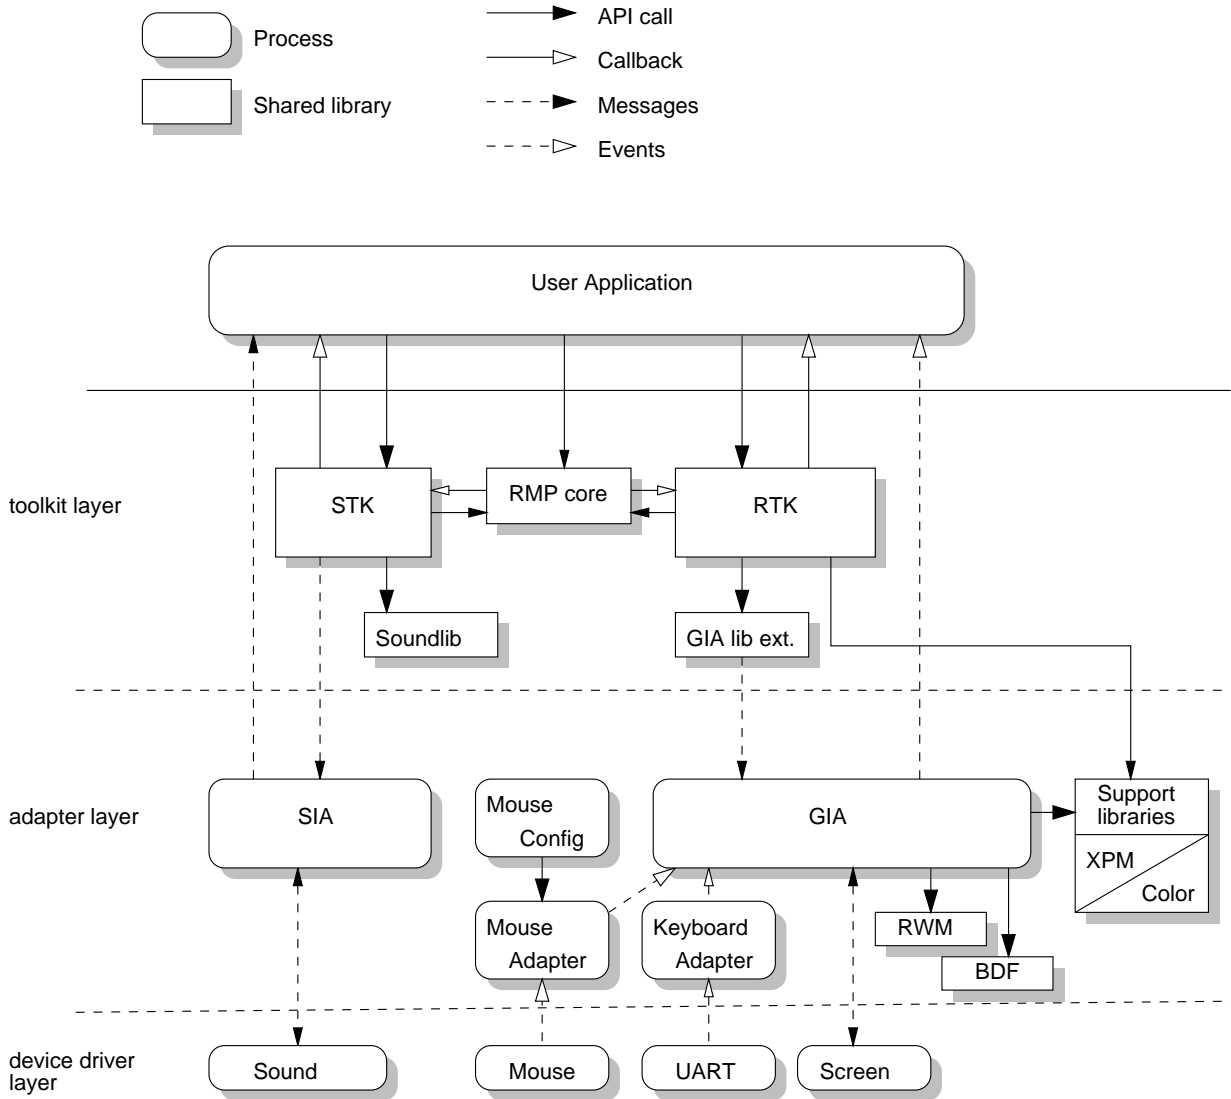 API call
Process
Callback
Shared library
Messages
Events
User Application
toolkit layer
STK
RMP core
RTK
Soundlib
GIA lib ext.
adapter layer
SIA
Mouse
Config
GIA
Support
libraries
XPM
Color
Mouse
Adapter
Keyboard
Adapter
RWM
BDF
device driver
layer
Sound
Mouse
UART
Screen